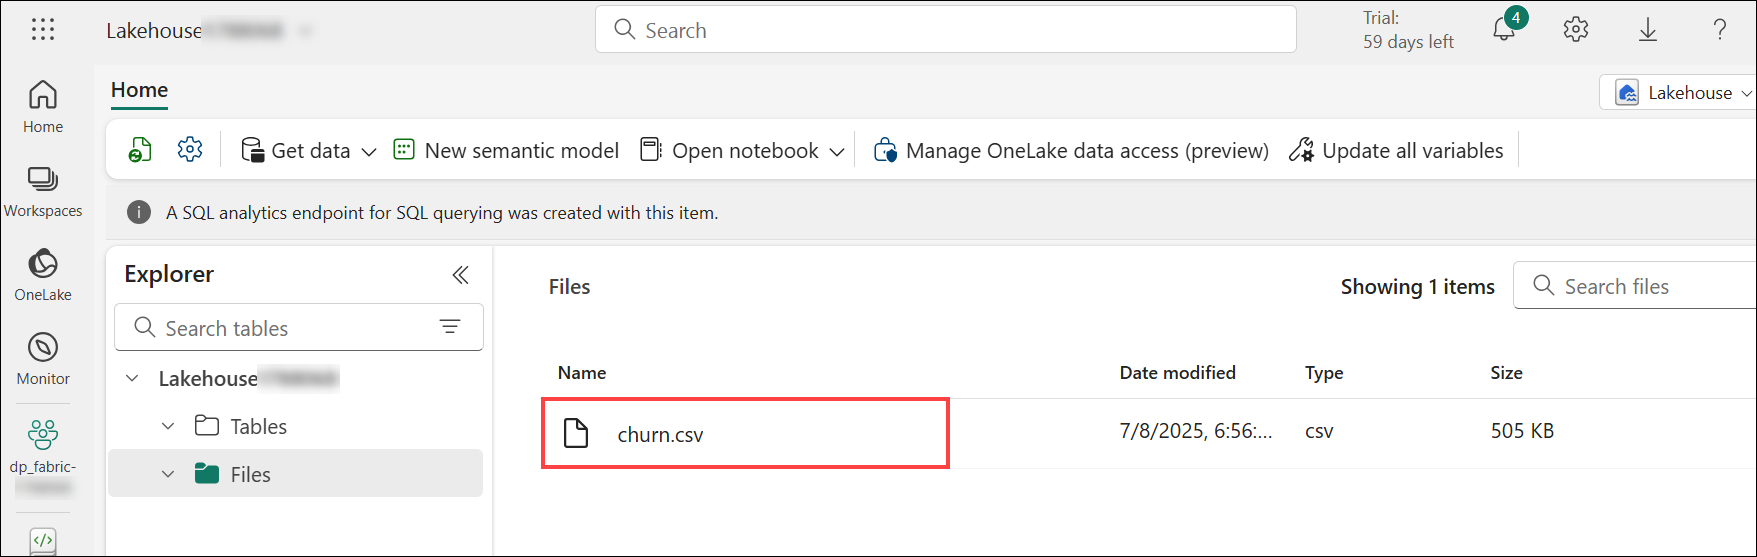 Lakehouse
Search
Trial:
59 days left
4
Home
Lakehouse
Home
Workspaces
OneLake
Monitor
dp_fabric-
Get data
New semantic model
Open notebook
Manage OneLake data access (preview)
Update all variables
A SQL analytics endpoint for SQL querying was created with this item.
Explorer
Search tables
Lakehouse
Tables
Files
Files
Showing 1 items
Search files
Name
Date modified
Type
Size
churn.csv
7/8/2025, 6:56:...
csv
505 KB